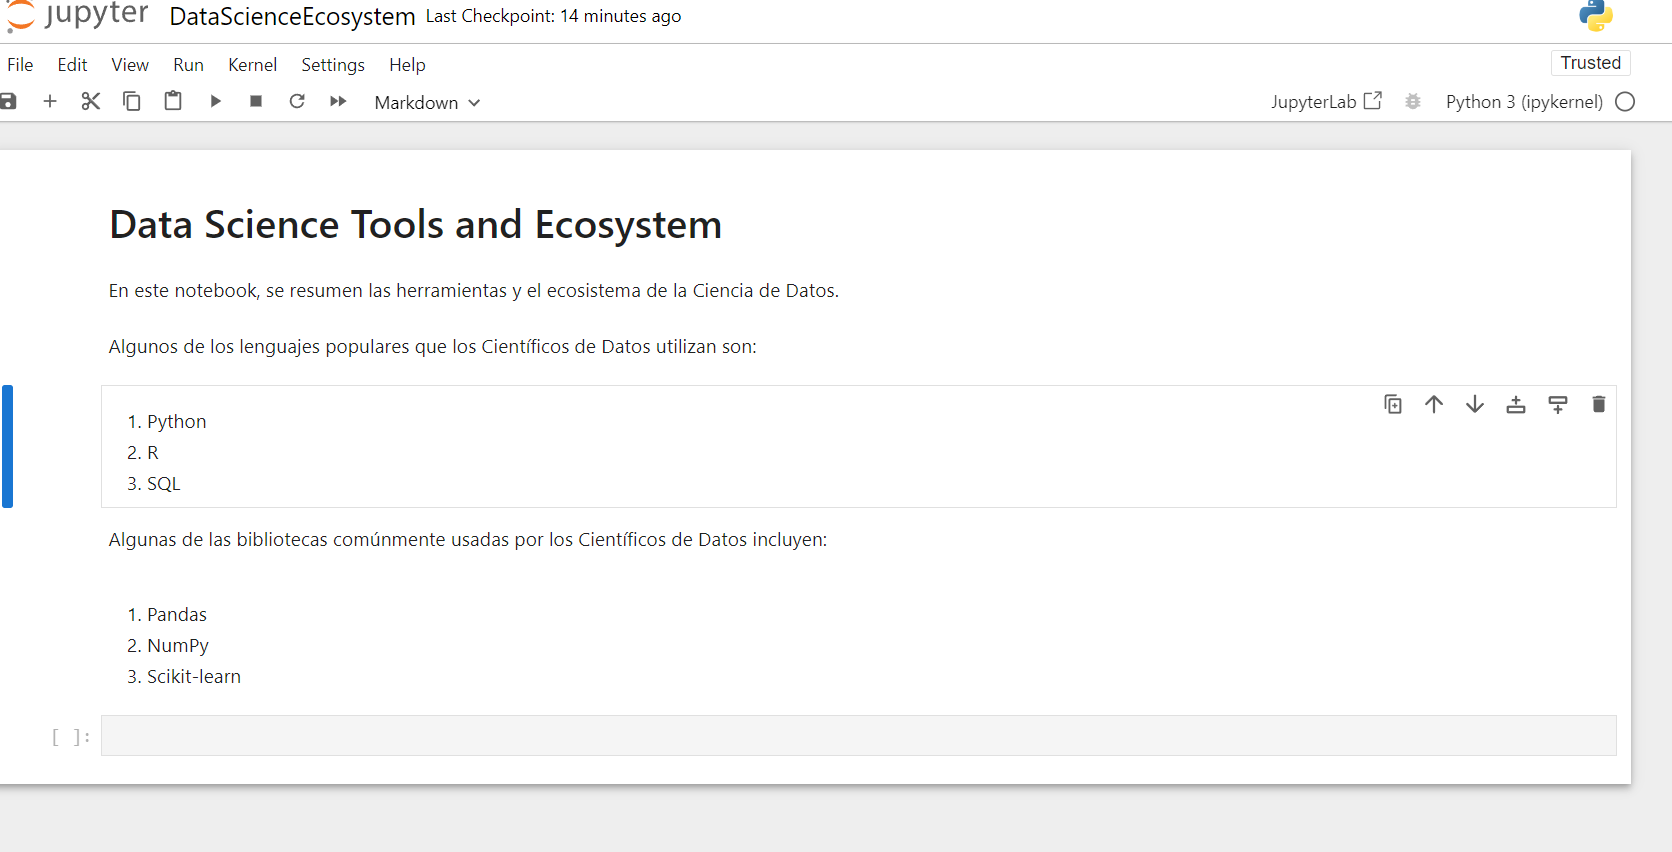 jupyter DataScienceEcosystem Last Checkpoint: 14 minutes ago
File Edit View Run Kernel Settings Help Trusted
Markdown JupyterLab Python 3 (ipykernel)
Data Science Tools and Ecosystem
En este notebook, se resumen las herramientas y el ecosistema de la Ciencia de Datos.
Algunos de los lenguajes populares que los Científicos de Datos utilizan son:
1. Python
2. R
3. SQL
Algunas de las bibliotecas comúnmente usadas por los Científicos de Datos incluyen:
1. Pandas
2. NumPy
3. Scikit-learn
[ ]: